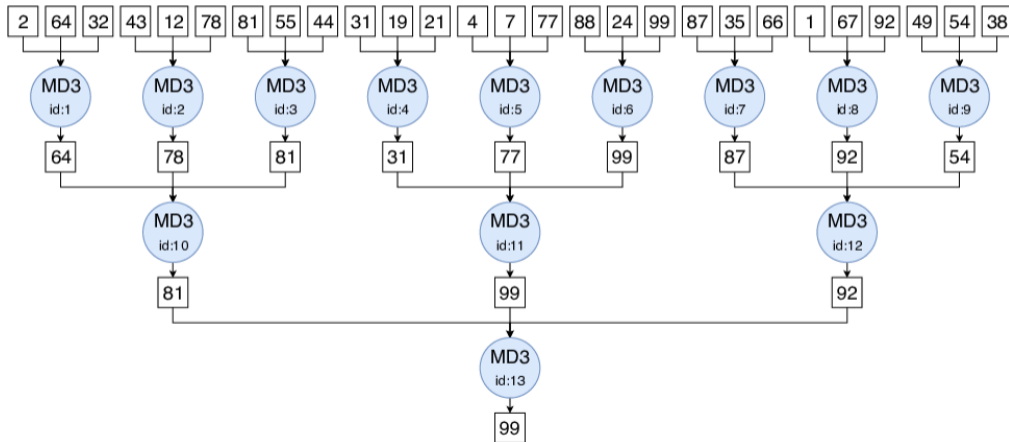 2 64 32 43 12 78 81 55 44 31 19 21 4 7 77 88 24 99 87 35 66 1 67 92 49 54 38
MD3 MD3 MD3 MD3 MD3 MD3 MD3 MD3 MD3
id:1 id:2 id:3 id:4 id:5 id:6 id:7 id:8 id:9
64 78 81 31 77 99 87 92 54
MD3 MD3 MD3
id:10 id:11 id:12
81 99 92
MD3
id:13
99